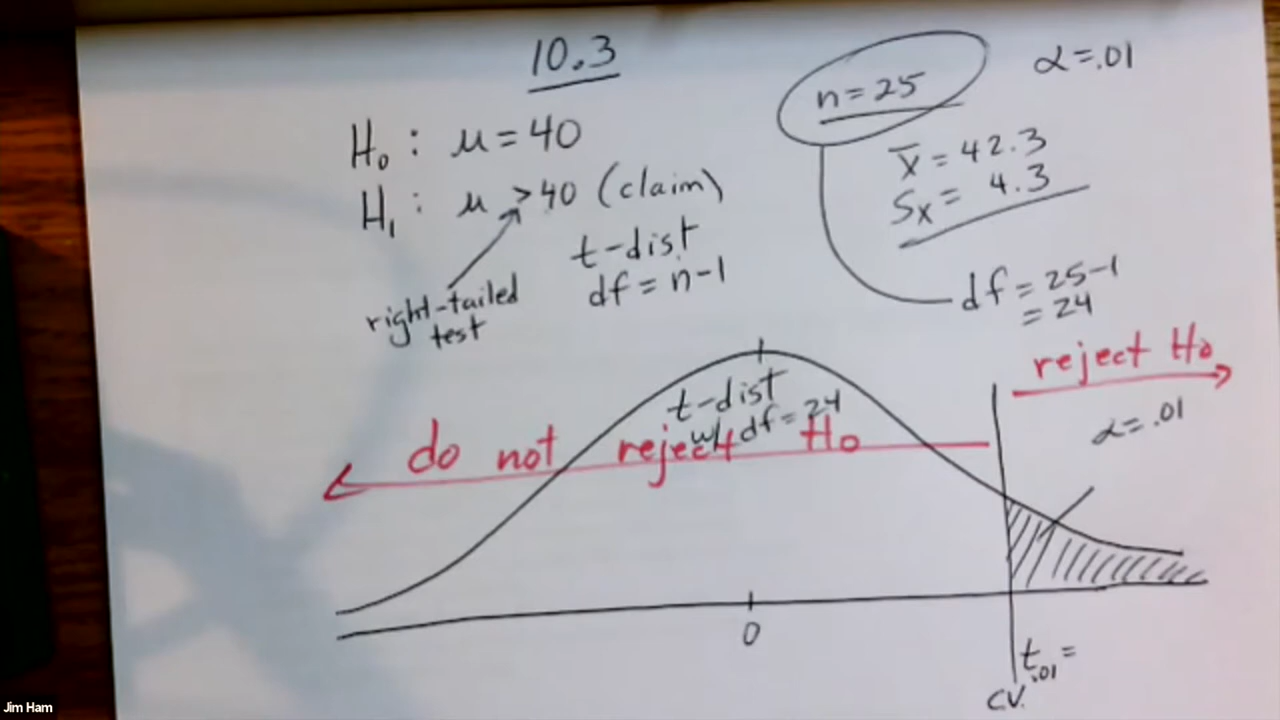 10.3
H₀ : μ = 40
H₁ : μ > 40 (claim)
right-tailed
test
t-dist
df = n-1
n = 25
α = .01
x̄ = 42.3
Sx = 4.3
df = 25-1
= 24
reject H₀
α = .01
t-dist
w/ df = 24
do not reject H₀
0
t.01 =
C.V.
Jim Ham